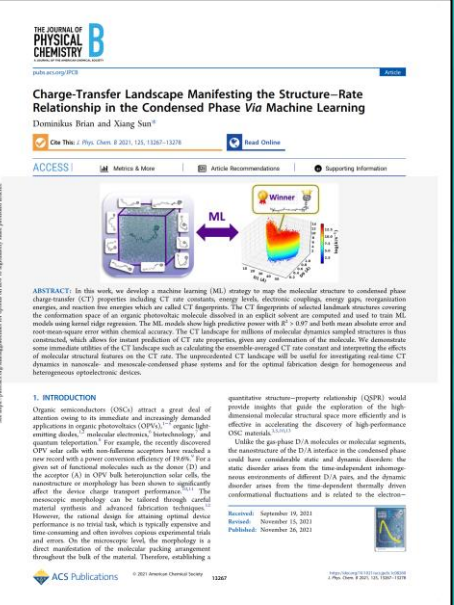 THE JOURNAL OF
PHYSICAL
CHEMISTRY B
pubs.acs.org/JPCB
Article
Charge-Transfer Landscape Manifesting the Structure−Rate
Relationship in the Condensed Phase Via Machine Learning
Dominikus Brian and Xiang Sun*
Cite This: J. Phys. Chem. B 2021, 125, 13267−13278
Read Online
ACCESS
Metrics & More
Article Recommendations
Supporting Information
ML
Winner
ABSTRACT: In this work, we develop a machine learning (ML) strategy to map the molecular structure to condensed phase
charge-transfer (CT) properties including CT rate constants, energy levels, electronic couplings, energy gaps, reorganization
energies, and reaction free energies which are called CT fingerprints. The CT fingerprints of selected landmark structures covering
the conformation space of an organic photovoltaic molecule dissolved in an explicit solvent are computed and used to train ML
models using kernel ridge regression. The ML models show high predictive power with R² > 0.97 and both mean absolute error and
root-mean-square error within chemical accuracy. The CT landscape for millions of molecular dynamics sampled structures is thus
constructed, which allows for instant prediction of CT rate properties, given any conformation of the molecule. We demonstrate
some immediate utilities of the CT landscape such as calculating the ensemble-averaged CT rate constant and interpreting the effects
of molecular structural features on the CT rate. The unprecedented CT landscape will be useful for investigating real-time CT
dynamics in nanoscale- and mesoscale-condensed phase systems and for the optimal fabrication design for homogeneous and
heterogeneous optoelectronic devices.
1. INTRODUCTION
Organic semiconductors (OSCs) attract a great deal of
attention owing to its immediate and increasingly demanded
applications in organic photovoltaics (OPVs), organic light-
emitting diodes, molecular electronics, biotechnology, and
quantum teleportation. For example, the recently discovered
OPV solar cells with non-fullerene acceptors have reached a
new record with a power conversion efficiency of 19.6%. For a
given set of functional molecules such as the donor (D) and
the acceptor (A) in OPV bulk heterojunction solar cells, the
nanostructure or morphology has been shown to significantly
affect the device charge transport performance. The
mesoscopic morphology can be tailored through careful
material synthesis and advanced fabrication techniques.
However, the rational design for attaining optimal device
performance is no trivial task, which is typically expensive and
time-consuming and often involves copious experimental trials
and errors. On the microscopic level, the morphology is a
direct manifestation of the molecular packing arrangement
throughout the bulk of the material. Therefore, establishing a
quantitative structure−property relationship (QSPR) would
provide insights that guide the exploration of the high-
dimensional molecular structural space more efficiently and is
effective in accelerating the discovery of high-performance
OSC materials.
Unlike the gas-phase D/A molecules or molecular segments,
the nanostructure of the D/A interface in the condensed phase
could have considerable static and dynamic disorders: the
static disorder arises from the time-independent inhomoge-
neous environments of different D/A pairs, and the dynamic
disorder arises from the time-dependent thermally driven
conformational fluctuations and is related to the electron−
Received: September 19, 2021
Revised: November 15, 2021
Published: November 26, 2021
ACS Publications
© 2021 American Chemical Society
13267